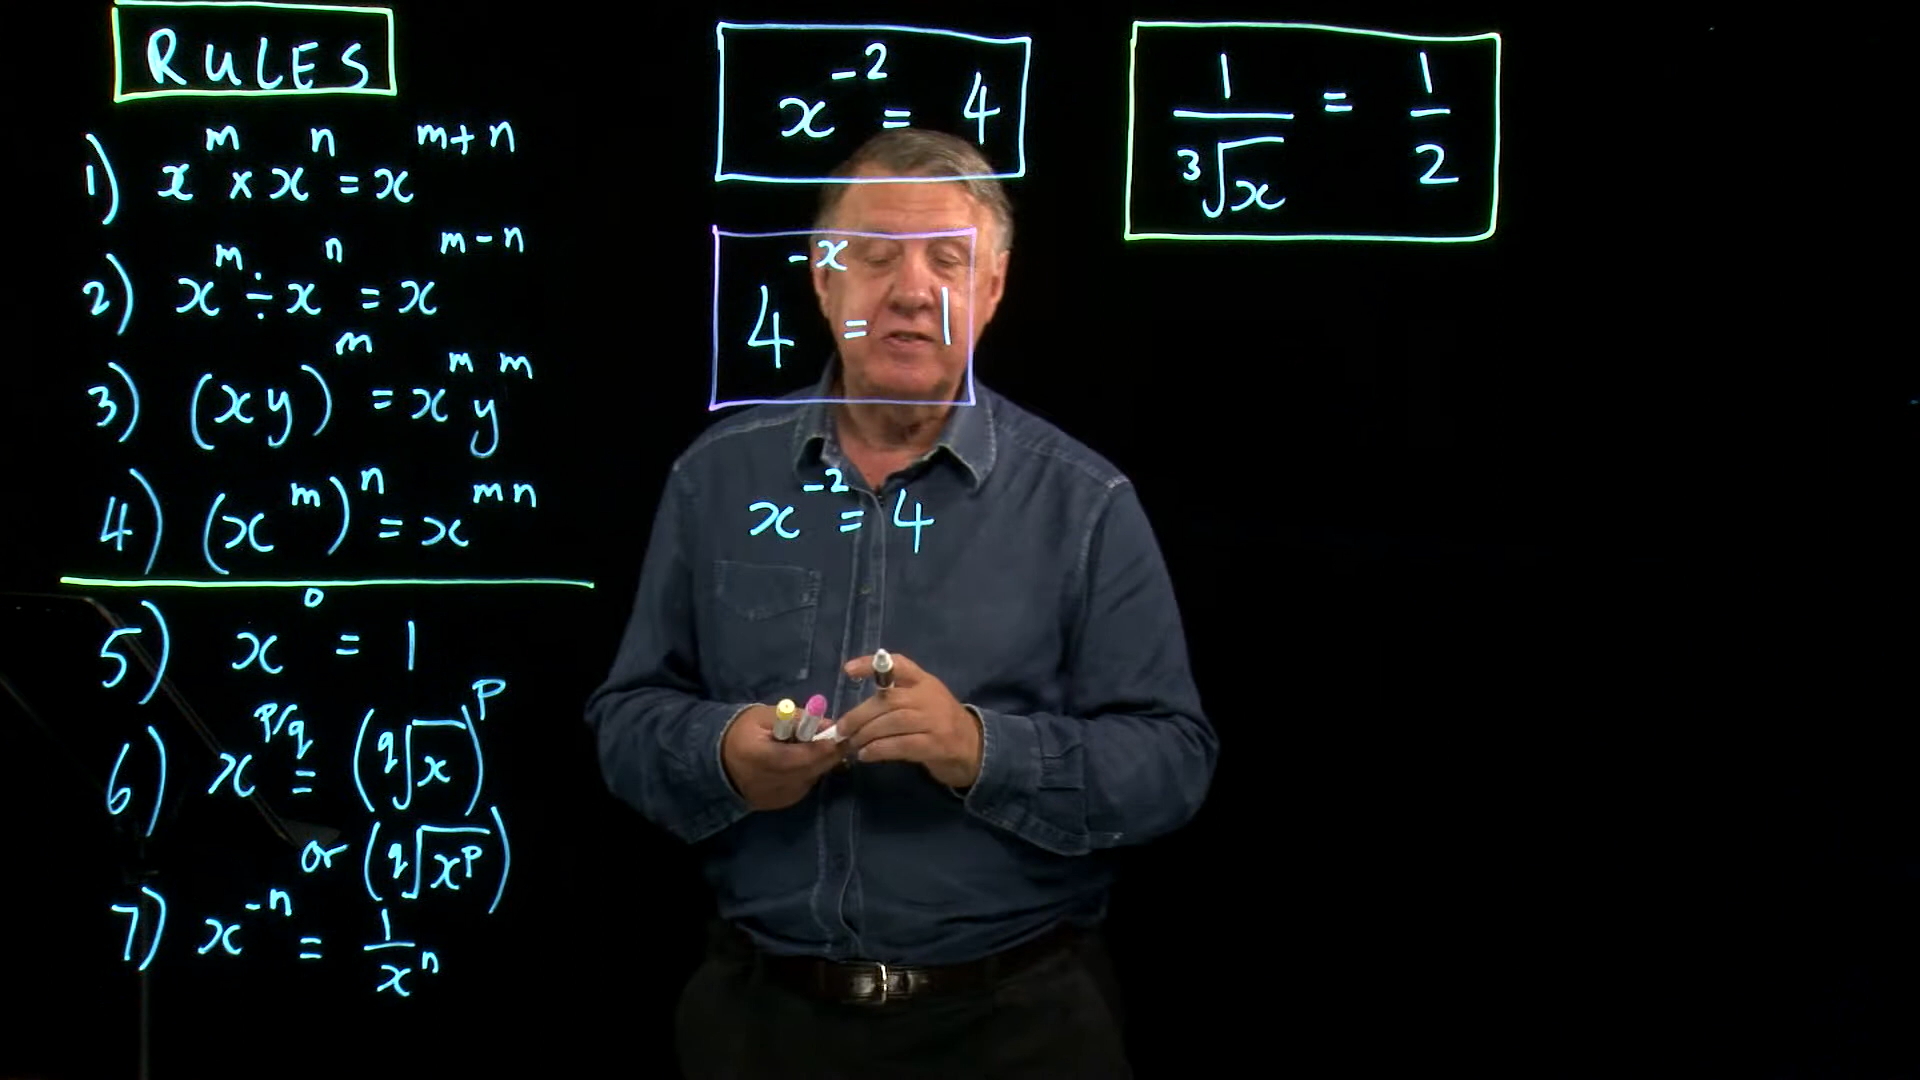 RULES
1) x^m × x^n = x^(m+n)
2) x^m ÷ x^n = x^(m-n)
3) (xy)^m = x^m y^m
4) (x^m)^n = x^(mn)
5) x^0 = 1
6) x^(p/q) = (q√x)^p
or (q√x^p)
7) x^-n = 1/x^n
x^-2 = 4
4^-x = 1
x^-2 = 4
1/3√x = 1/2